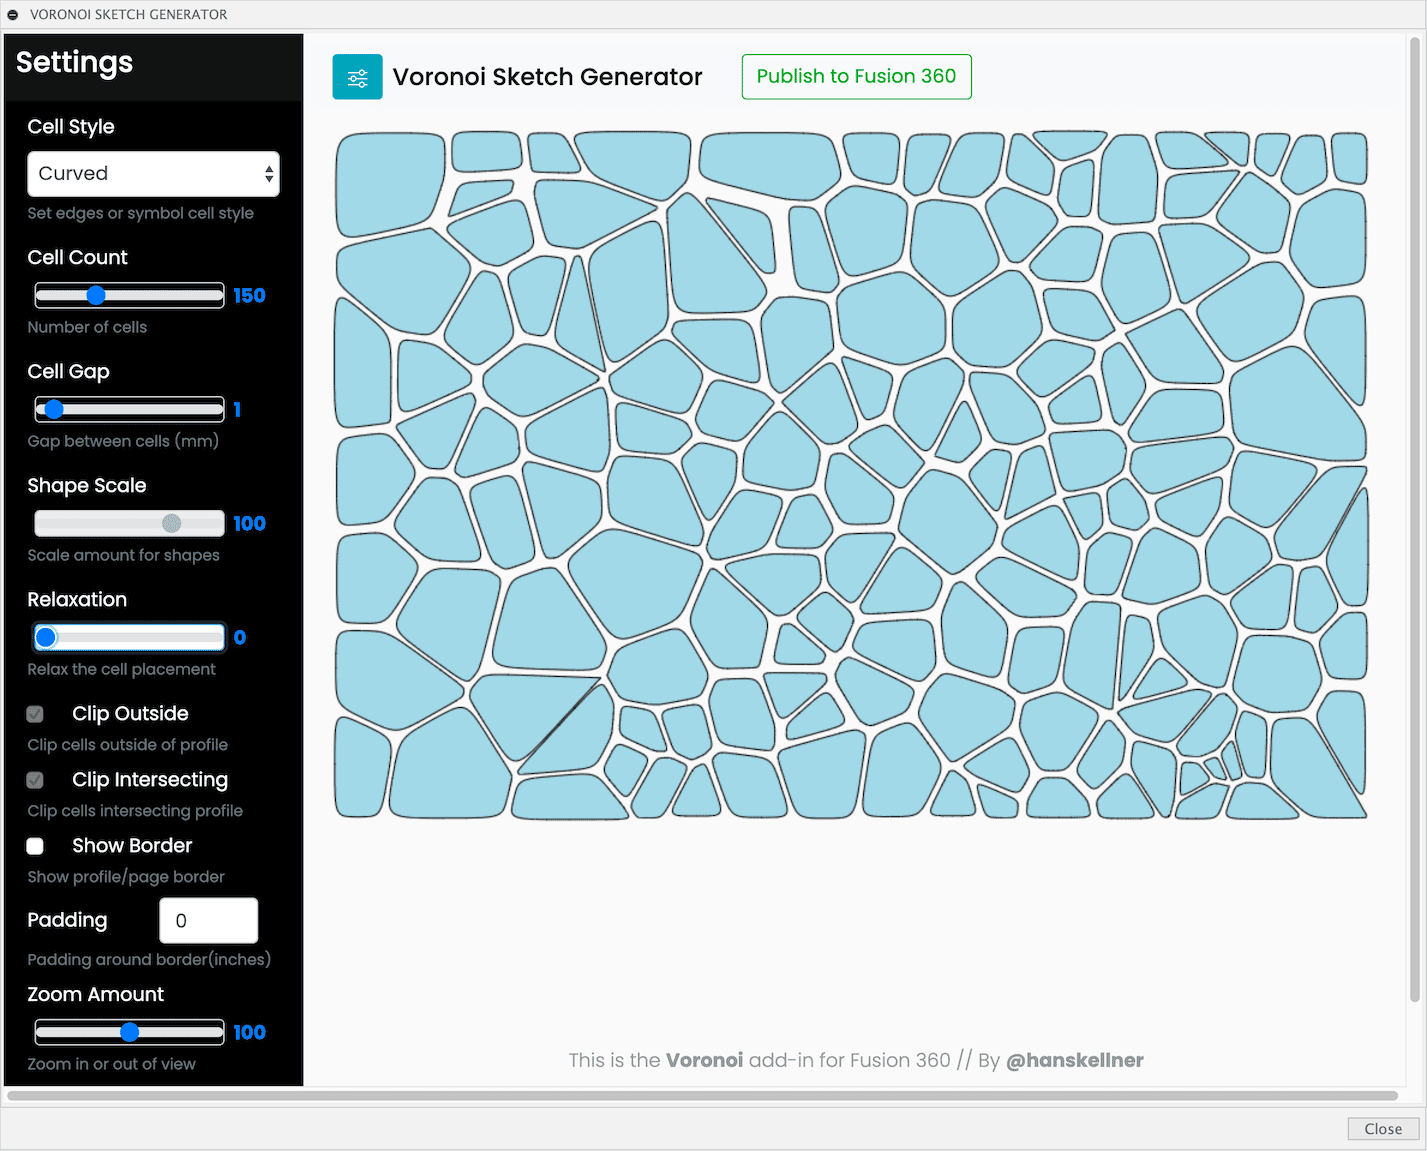 VORONOI SKETCH GENERATOR
Settings
Voronoi Sketch Generator
Publish to Fusion 360
Cell Style
Curved
Set edges or symbol cell style
Cell Count
150
Number of cells
Cell Gap
1
Gap between cells (mm)
Shape Scale
100
Scale amount for shapes
Relaxation
0
Relax the cell placement
Clip Outside
Clip cells outside of profile
Clip Intersecting
Clip cells intersecting profile
Show Border
Show profile/page border
Padding
0
Padding around border(inches)
Zoom Amount
100
Zoom in or out of view
This is the Voronoi add-in for Fusion 360 // By @hanskellner
Close